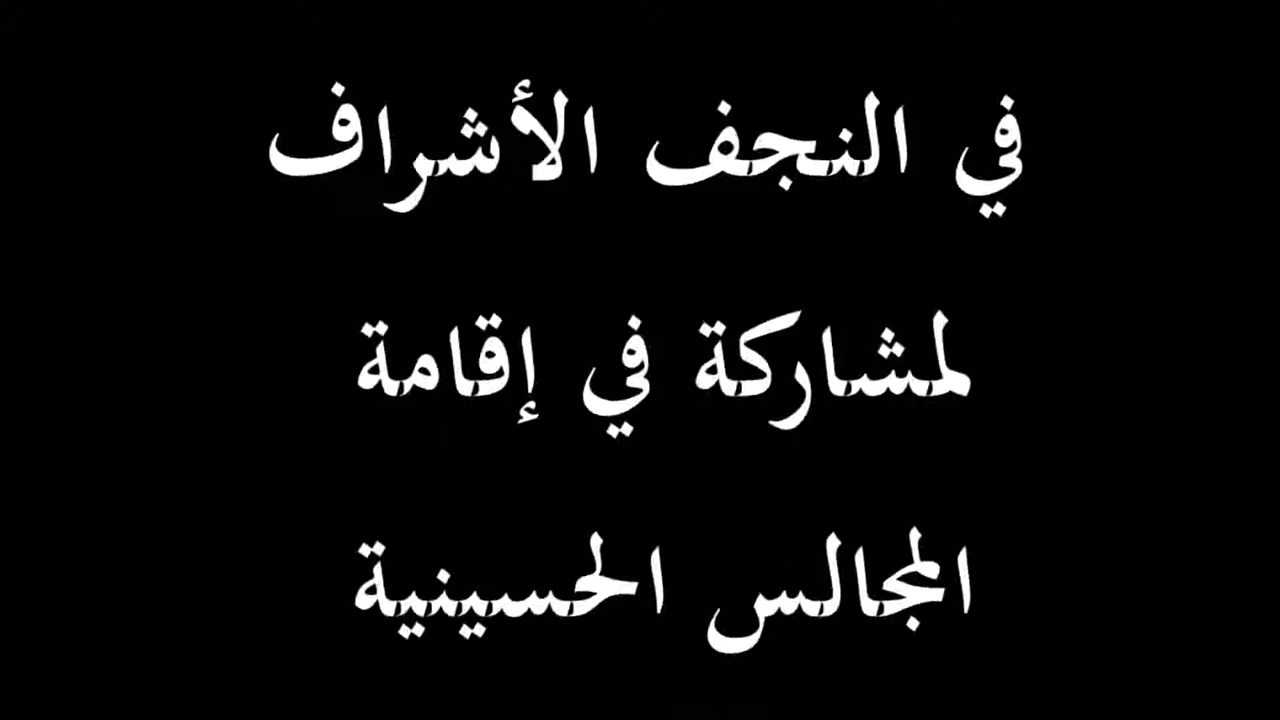 في النجف الأشراف
لمشاركة في إقامة
المجالس الحسينية